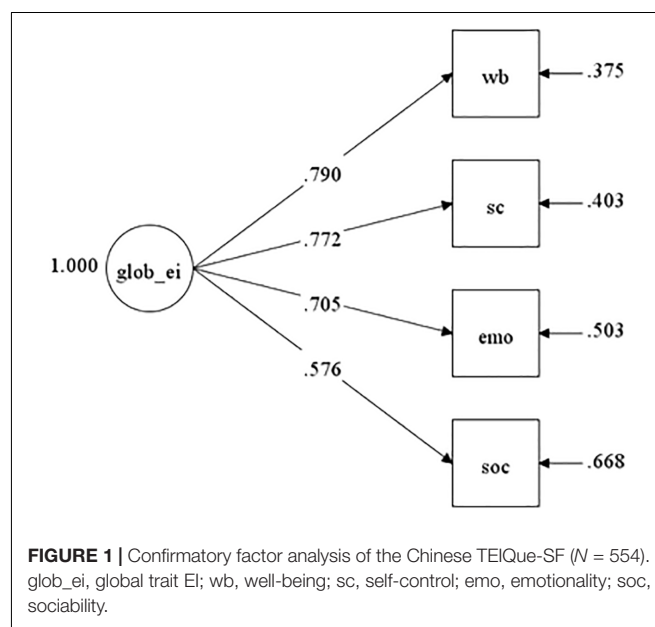 wb
.375
.790
sc
.403
.772
1.000
glob_ei
.705
emo
.503
.576
soc
.668
FIGURE 1 | Confirmatory factor analysis of the Chinese TEIQue-SF (N = 554).
glob_ei, global trait EI; wb, well-being; sc, self-control; emo, emotionality; soc,
sociability.